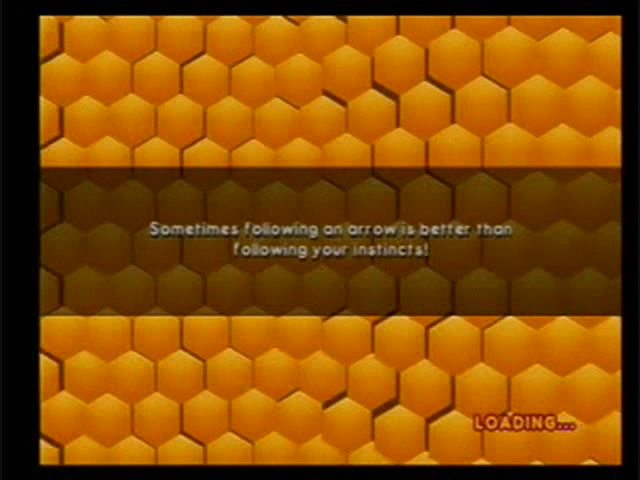 Sometimes following an arrow is better than
following your instincts!
LOADING...